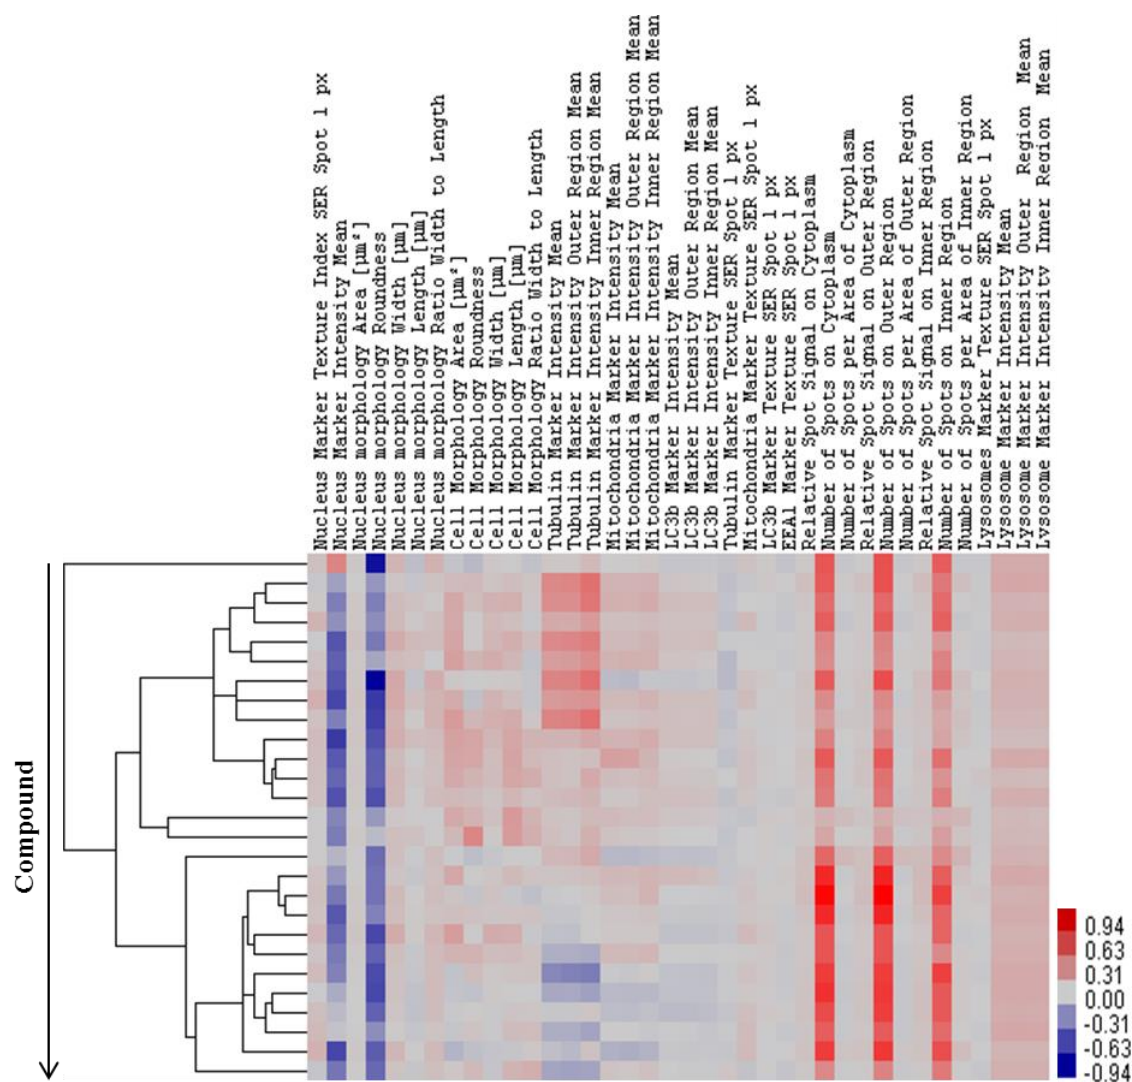 Nucleus Marker Texture Index SER Spot 1 px
Nucleus Marker Intensity Mean
Nucleus morphology Area [µm²]
Nucleus morphology Roundness
Nucleus morphology Width [µm]
Nucleus morphology Length [µm]
Nucleus morphology Ratio Width to Length
Cell Morphology Area [µm²]
Cell Morphology Roundness
Cell Morphology Width [µm]
Cell Morphology Length [µm]
Cell Morphology Ratio Width to Length
Tubulin Marker Intensity Mean
Tubulin Marker Intensity Outer Region Mean
Tubulin Marker Intensity Inner Region Mean
Mitochondria Marker Intensity Mean
Mitochondria Marker Intensity Outer Region Mean
Mitochondria Marker Intensity Inner Region Mean
LC3b Marker Intensity Mean
LC3b Marker Intensity Outer Region Mean
LC3b Marker Intensity Inner Region Mean
Tubulin Marker Texture SER Spot 1 px
Mitochondria Marker Texture SER Spot 1 px
LC3b Marker Texture SER Spot 1 px
EEA1 Marker Texture SER Spot 1 px
Relative Spot Signal on Cytoplasm
Number of Spots on Cytoplasm
Number of Spots per Area of Cytoplasm
Relative Spot Signal on Outer Region
Number of Spots on Outer Region
Number of Spots per Area of Outer Region
Relative Spot Signal on Inner Region
Number of Spots on Inner Region
Number of Spots per Area of Inner Region
Lysosomes Marker Texture SER Spot 1 px
Lysosome Marker Intensity Mean
Lysosome Marker Intensity Outer Region Mean
Lysosome Marker Intensity Inner Region Mean
Compound
0.94
0.63
0.31
0.00
-0.31
-0.63
-0.94